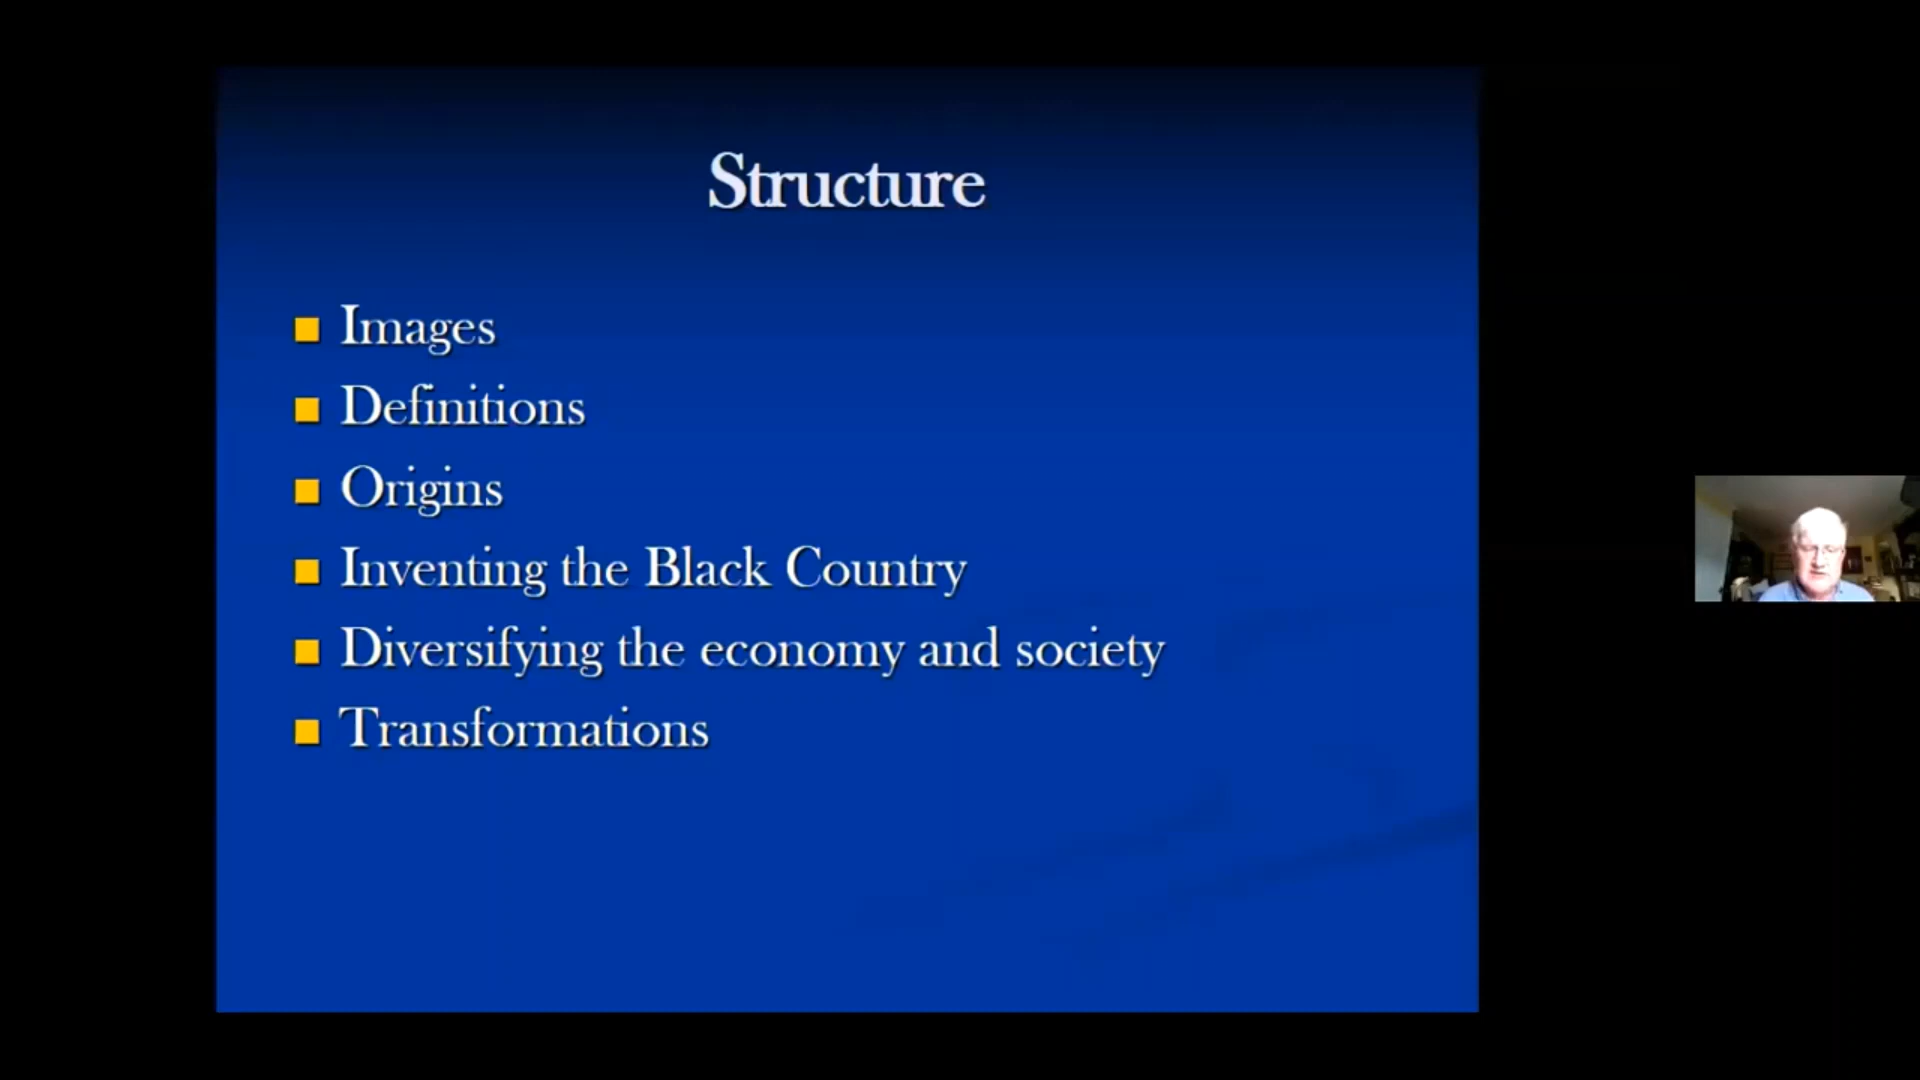 Structure
Images
Definitions
Origins
Inventing the Black Country
Diversifying the economy and society
Transformations